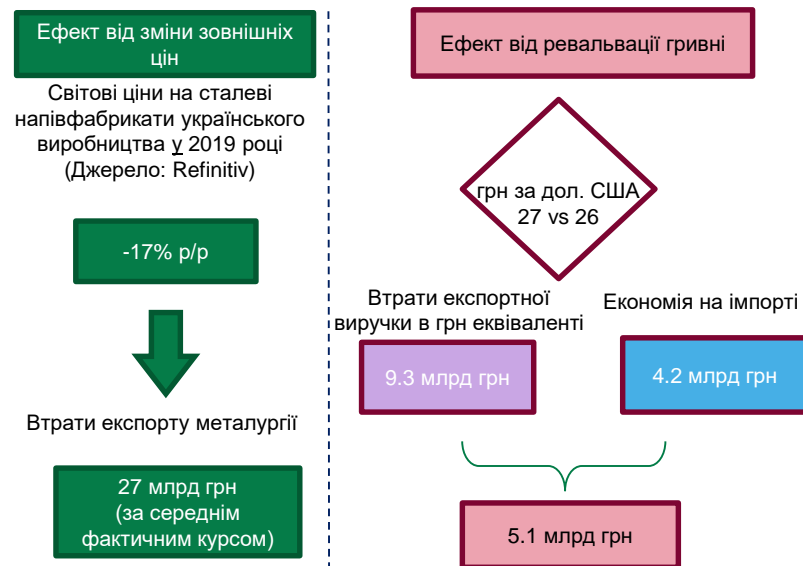 Ефект від зміни зовнішніх
цін
Світові ціни на сталеві
напівфабрикати українського
виробництва у 2019 році
(Джерело: Refinitiv)
-17% р/р
Втрати експорту металургії
27 млрд грн
(за середнім
фактичним курсом)
Ефект від ревальвації гривні
грн за дол. США
27 vs 26
Втрати експортної
виручки в грн еквіваленті
9.3 млрд грн
Економія на імпорті
4.2 млрд грн
5.1 млрд грн